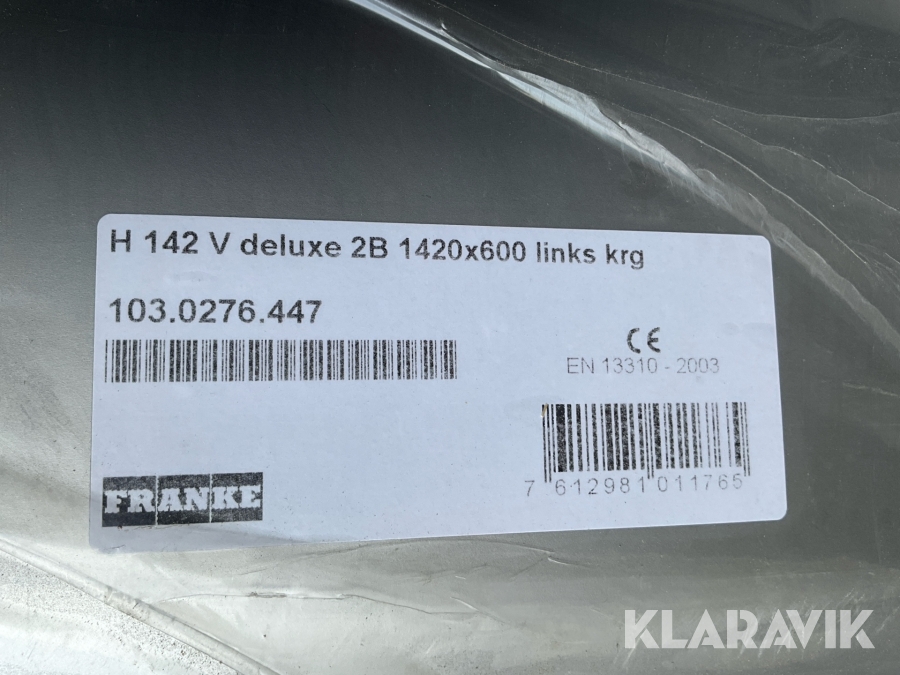 H 142 V deluxe 2B 1420x600 links krg
103.0276.447
CE
EN 13310 - 2003
7 612981 011765
FRANKE
KLARAVIK